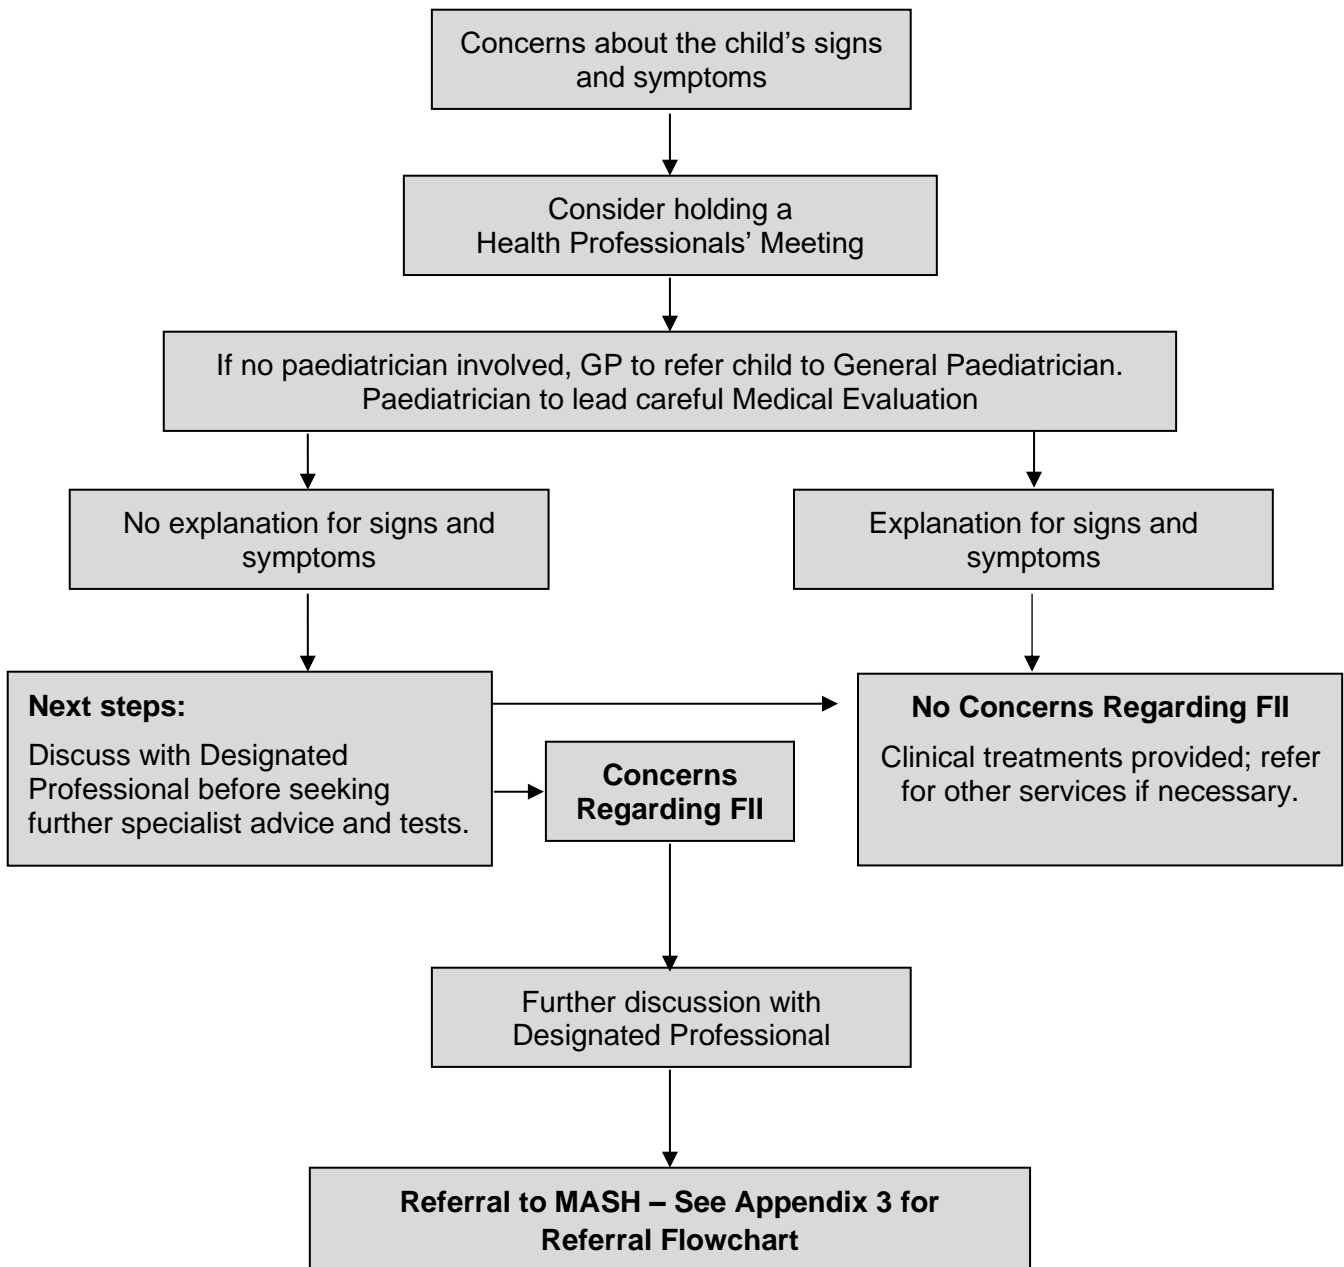 Concerns about the child’s signs
and symptoms
Consider holding a
Health Professionals’ Meeting
If no paediatrician involved, GP to refer child to General Paediatrician.
Paediatrician to lead careful Medical Evaluation
No explanation for signs and
symptoms
Explanation for signs and
symptoms
Next steps:
Discuss with Designated
Professional before seeking
further specialist advice and tests.
Concerns
Regarding FII
No Concerns Regarding FII
Clinical treatments provided; refer
for other services if necessary.
Further discussion with
Designated Professional
Referral to MASH – See Appendix 3 for
Referral Flowchart